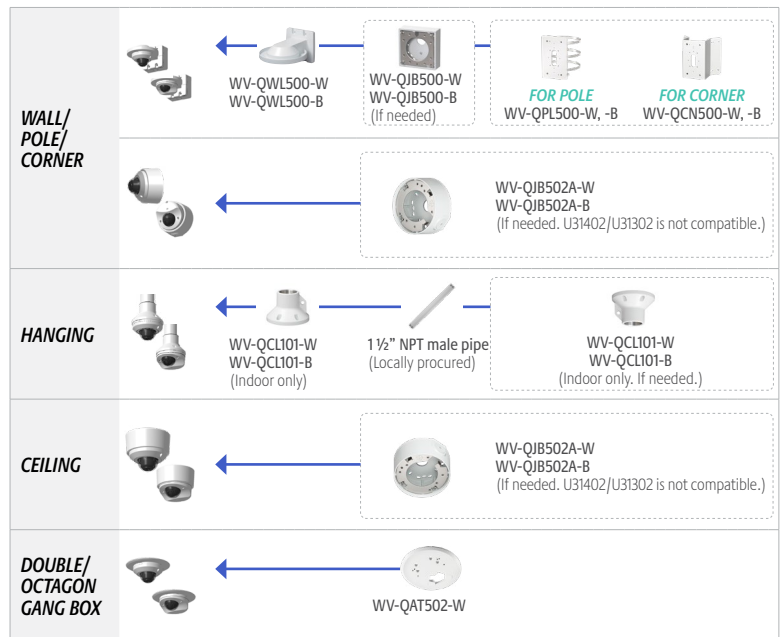 WALL/
POLE/
CORNER
WV-QWL500-W
WV-QWL500-B
WV-QJB500-W
WV-QJB500-B
(If needed)
FOR POLE
WV-QPL500-W, -B
FOR CORNER
WV-QCN500-W, -B
WV-QJB502A-W
WV-QJB502A-B
(If needed. U31402/U31302 is not compatible.)
HANGING
WV-QCL101-W
WV-QCL101-B
(Indoor only)
1 ½” NPT male pipe
(Locally procured)
WV-QCL101-W
WV-QCL101-B
(Indoor only. If needed.)
CEILING
WV-QJB502A-W
WV-QJB502A-B
(If needed. U31402/U31302 is not compatible.)
DOUBLE/
OCTAGON
GANG BOX
WV-QAT502-W